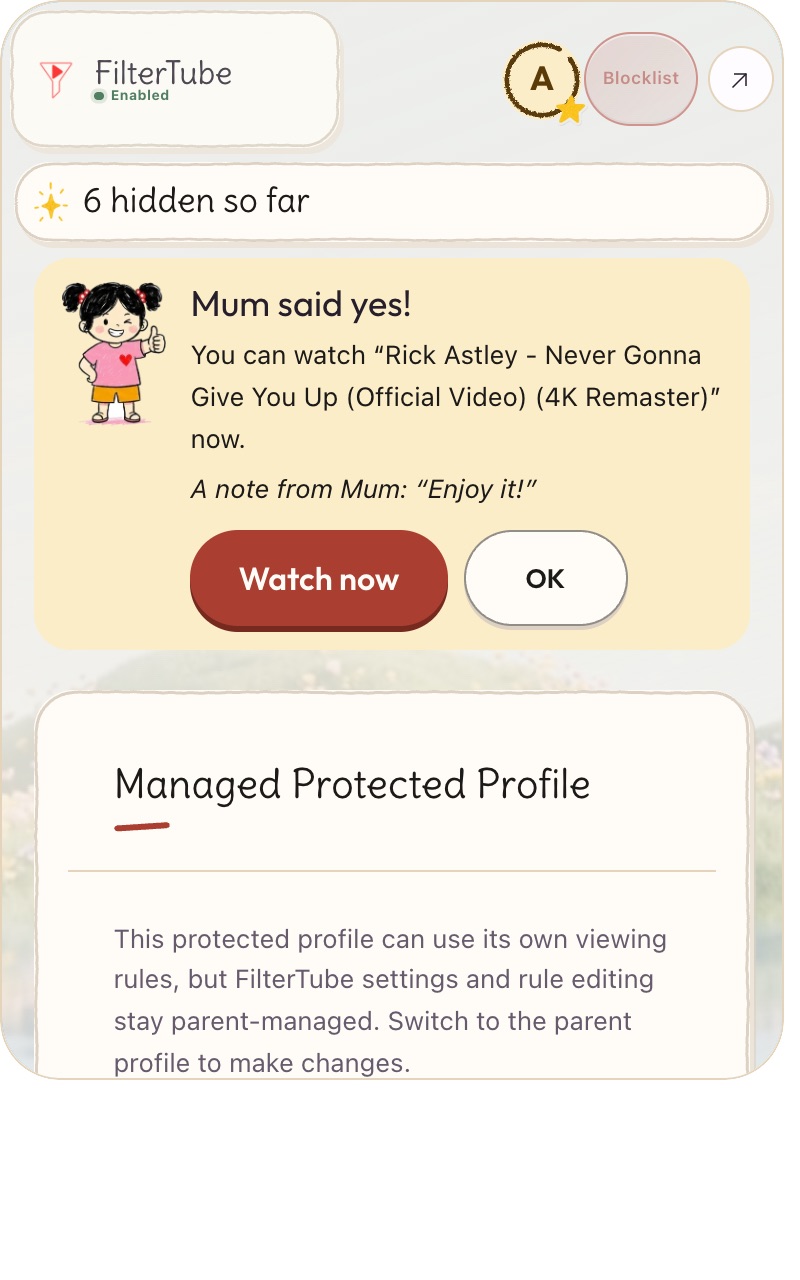 FilterTube
Enabled
A
Blocklist
6 hidden so far
Mum said yes!
You can watch “Rick Astley - Never Gonna
Give You Up (Official Video) (4K Remaster)”
now.
A note from Mum: “Enjoy it!”
Watch now
OK
Managed Protected Profile
This protected profile can use its own viewing
rules, but FilterTube settings and rule editing
stay parent-managed. Switch to the parent
profile to make changes.